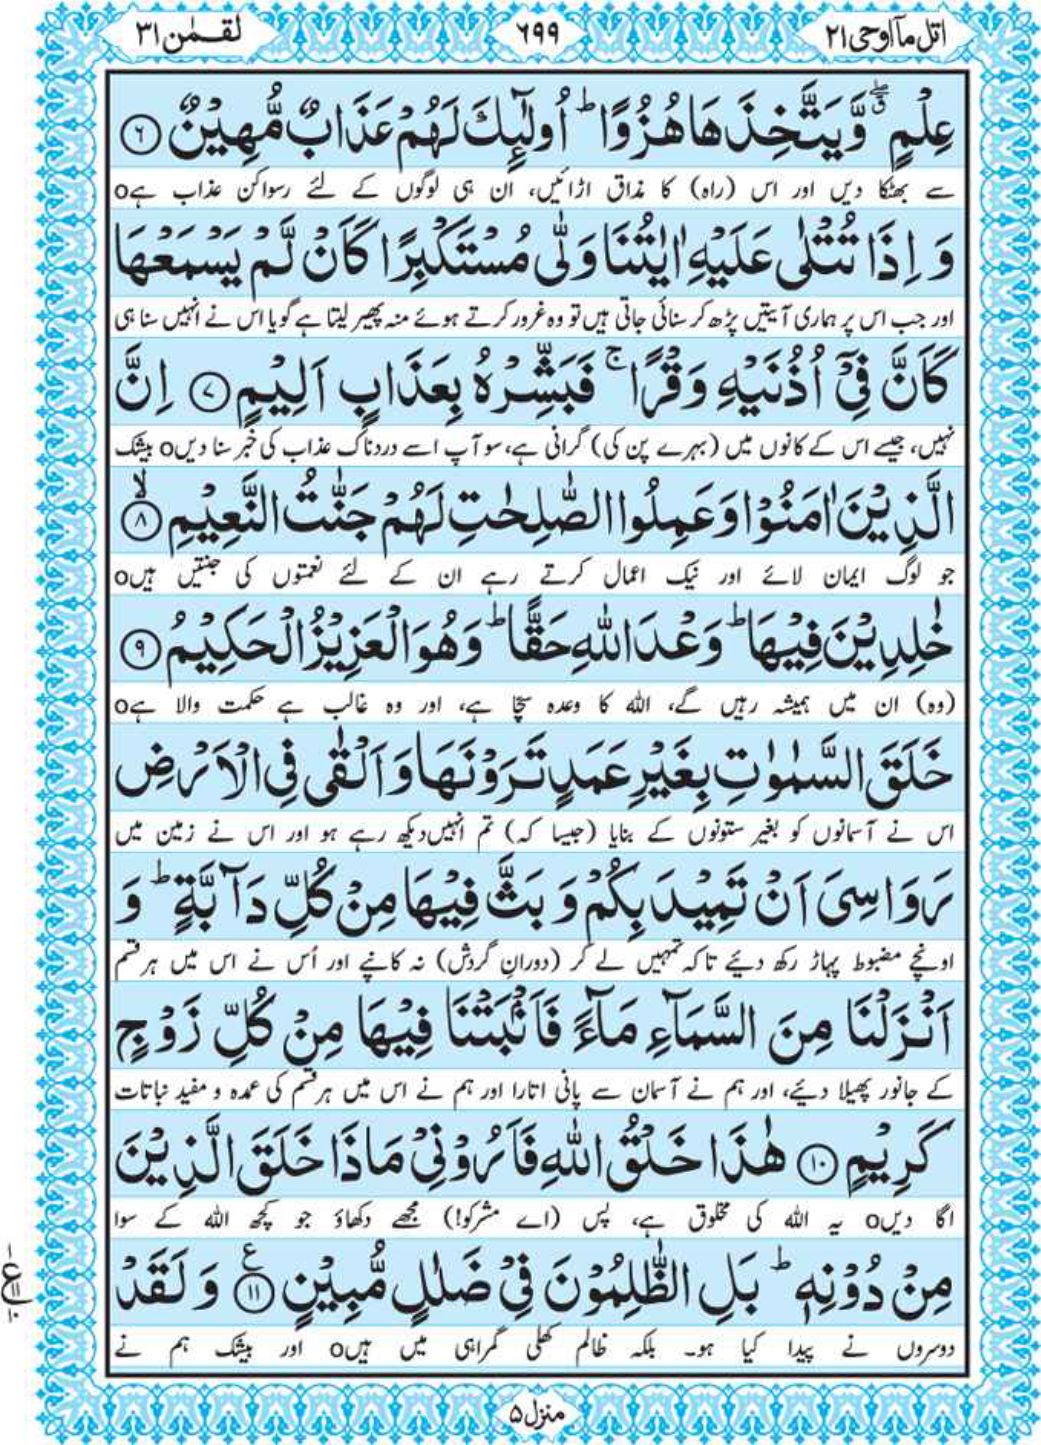 اتل ماۤ اوحی ۲۱
۶۹۹
لقمٰن ۳۱
عِلْمٍ ۖۗ وَّ یَتَّخِذَهَا هُزُوًا ؕ اُولٰٓىِٕكَ لَهُمْ عَذَابٌ مُّهِیْنٌ ۝۶
سے بھٹکا دیں اور اس (راہ) کا مذاق اڑائیں، ان ہی لوگوں کے لئے رسواکن عذاب ہےo
وَ اِذَا تُتْلٰی عَلَیْهِ اٰیٰتُنَا وَلّٰی مُسْتَكْبِرًا كَاَنْ لَّمْ یَسْمَعْهَا
اور جب اس پر ہماری آیتیں پڑھ کر سنائی جاتی ہیں تو وہ غرور کرتے ہوئے منہ پھیر لیتا ہے گویا اس نے انہیں سنا ہی
كَاَنَّ فِیْۤ اُذُنَیْهِ وَقْرًا ۚ فَبَشِّرْهُ بِعَذَابٍ اَلِیْمٍ ۝۷ اِنَّ
نہیں، جیسے اس کے کانوں میں (بہرے پن کی) گرانی ہے، سو آپ اسے دردناک عذاب کی خبر سنا دیںo بیشک
الَّذِیْنَ اٰمَنُوْا وَ عَمِلُوا الصّٰلِحٰتِ لَهُمْ جَنّٰتُ النَّعِیْمِ ۙ۝۸
جو لوگ ایمان لائے اور نیک اعمال کرتے رہے ان کے لئے نعمتوں کی جنتیں ہیںo
خٰلِدِیْنَ فِیْهَا ؕ وَعْدَ اللّٰهِ حَقًّا ؕ وَ هُوَ الْعَزِیْزُ الْحَكِیْمُ ۝۹
(وہ) ان میں ہمیشہ رہیں گے، اللہ کا وعدہ سچا ہے، اور وہ غالب ہے حکمت والا ہےo
خَلَقَ السَّمٰوٰتِ بِغَیْرِ عَمَدٍ تَرَوْنَهَا وَ اَلْقٰی فِی الْاَرْضِ
اس نے آسمانوں کو بغیر ستونوں کے بنایا (جیسا کہ) تم انہیں دیکھ رہے ہو اور اس نے زمین میں
رَوَاسِیَ اَنْ تَمِیْدَ بِكُمْ وَ بَثَّ فِیْهَا مِنْ كُلِّ دَآبَّةٍ ؕ وَ
اونچے مضبوط پہاڑ رکھ دیئے تاکہ تمہیں لے کر (دورانِ گردش) نہ کانپے اور اُس نے اس میں ہر قسم
اَنْزَلْنَا مِنَ السَّمَآءِ مَآءً فَاَنْۢبَتْنَا فِیْهَا مِنْ كُلِّ زَوْجٍ
کے جانور پھیلا دیئے، اور ہم نے آسمان سے پانی اتارا اور ہم نے اس میں ہر قسم کی عمدہ و مفید نباتات
كَرِیْمٍ ۝۱۰ هٰذَا خَلْقُ اللّٰهِ فَاَرُوْنِیْ مَاذَا خَلَقَ الَّذِیْنَ
اگا دیںo یہ اللہ کی مخلوق ہے، پس (اے مشرکو!) مجھے دکھاؤ جو کچھ اللہ کے سوا
مِنْ دُوْنِهٖ ؕ بَلِ الظّٰلِمُوْنَ فِیْ ضَلٰلٍ مُّبِیْنٍ ۝۱۱ع وَ لَقَدْ
دوسروں نے پیدا کیا ہو۔ بلکہ ظالم کھلی گمراہی میں ہیںo اور بیشک ہم نے
۱
ع
۱۱
۱۰
منزل ۵